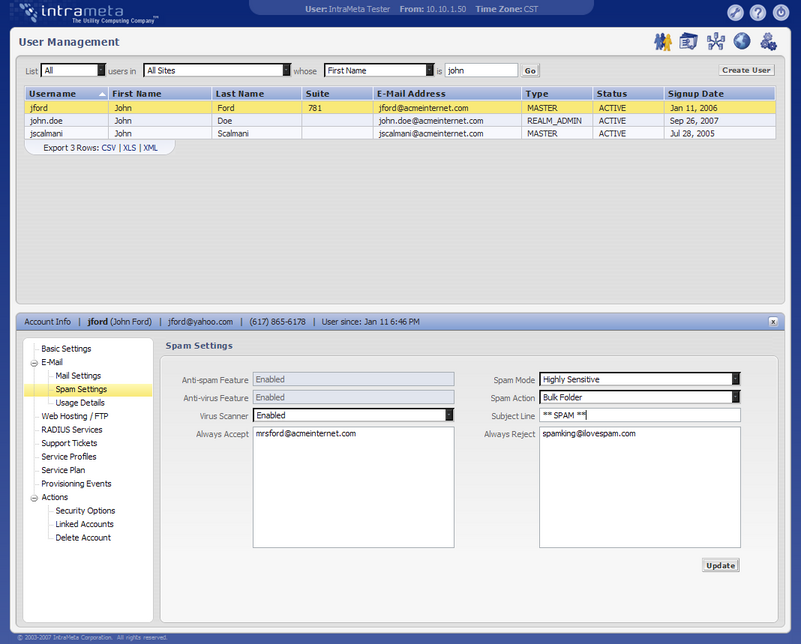 intrameta
The Utility Computing Company
User: IntraMeta Tester From: 10.10.1.50 Time Zone: CST
User Management
List All users in All Sites whose First Name is john Go Create User
Username First Name Last Name Suite E-Mail Address Type Status Signup Date
jford John Ford 781 jford@acmeinternet.com MASTER ACTIVE Jan 11, 2006
john.doe John Doe john.doe@acmeinternet.com REALM_ADMIN ACTIVE Sep 26, 2007
jscalmani John Scalmani jscalmani@acmeinternet.com MASTER ACTIVE Jul 28, 2005
Export 3 Rows: CSV | XLS | XML
Account Info | jford (John Ford) | jford@yahoo.com | (617) 865-6178 | User since: Jan 11 6:46 PM x
Basic Settings
E-Mail
Mail Settings
Spam Settings
Usage Details
Web Hosting / FTP
RADIUS Services
Support Tickets
Service Profiles
Service Plan
Provisioning Events
Actions
Security Options
Linked Accounts
Delete Account
Spam Settings
Anti-spam Feature Enabled Spam Mode Highly Sensitive
Anti-virus Feature Enabled Spam Action Bulk Folder
Virus Scanner Enabled Subject Line ** SPAM **
Always Accept mrsford@acmeinternet.com Always Reject spamking@ilovespam.com
Update
© 2003-2007 IntraMeta Corporation. All rights reserved.